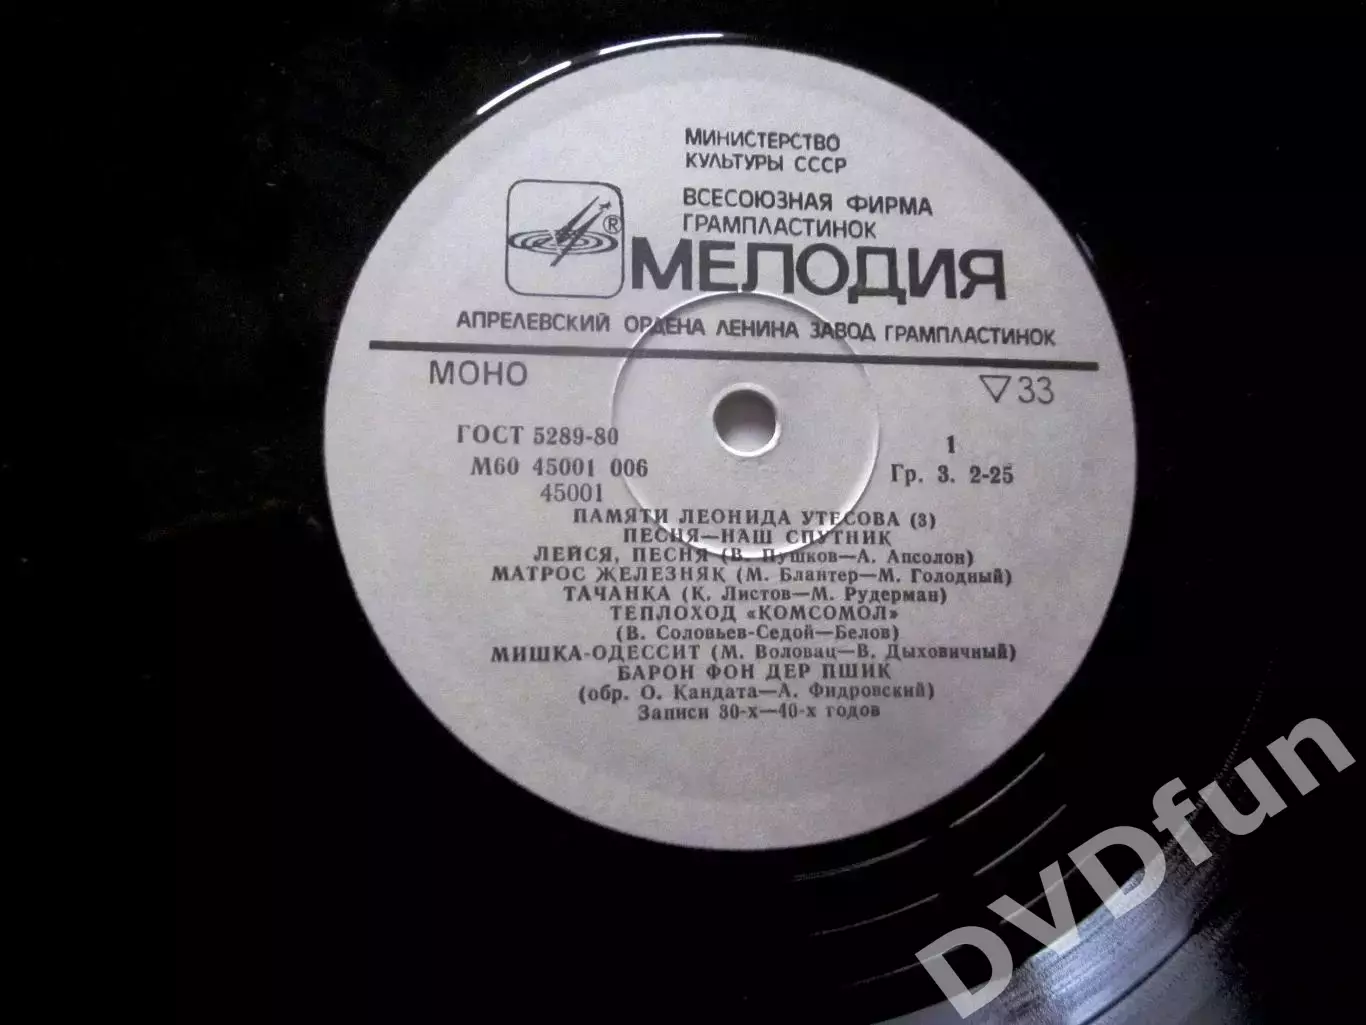 МИНИСТЕРСТВО
КУЛЬТУРЫ СССР
ВСЕСОЮЗНАЯ ФИРМА
ГРАМПЛАСТИНОК
®
МЕЛОДИЯ
АПРЕЛЕВСКИЙ ОРДЕНА ЛЕНИНА ЗАВОД ГРАМПЛАСТИНОК
МОНО ▽33
ГОСТ 5289-80 1
М60 45001 006 Гр. 3. 2-25
45001
ПАМЯТИ ЛЕОНИДА УТЕСОВА (3)
ПЕСНЯ—НАШ СПУТНИК
ЛЕЙСЯ, ПЕСНЯ (В. Пушков—А. Апсолон)
МАТРОС ЖЕЛЕЗНЯК (М. Блантер—М. Голодный)
ТАЧАНКА (К. Листов—М. Рудерман)
ТЕПЛОХОД «КОМСОМОЛ»
(В. Соловьев-Седой—Белов)
МИШКА-ОДЕССИТ (М. Воловац—В. Дыховичный)
БАРОН ФОН ДЕР ПШИК
(обр. О. Кандата—А. Фидровский)
Записи 30-х—40-х годов
DVDfun